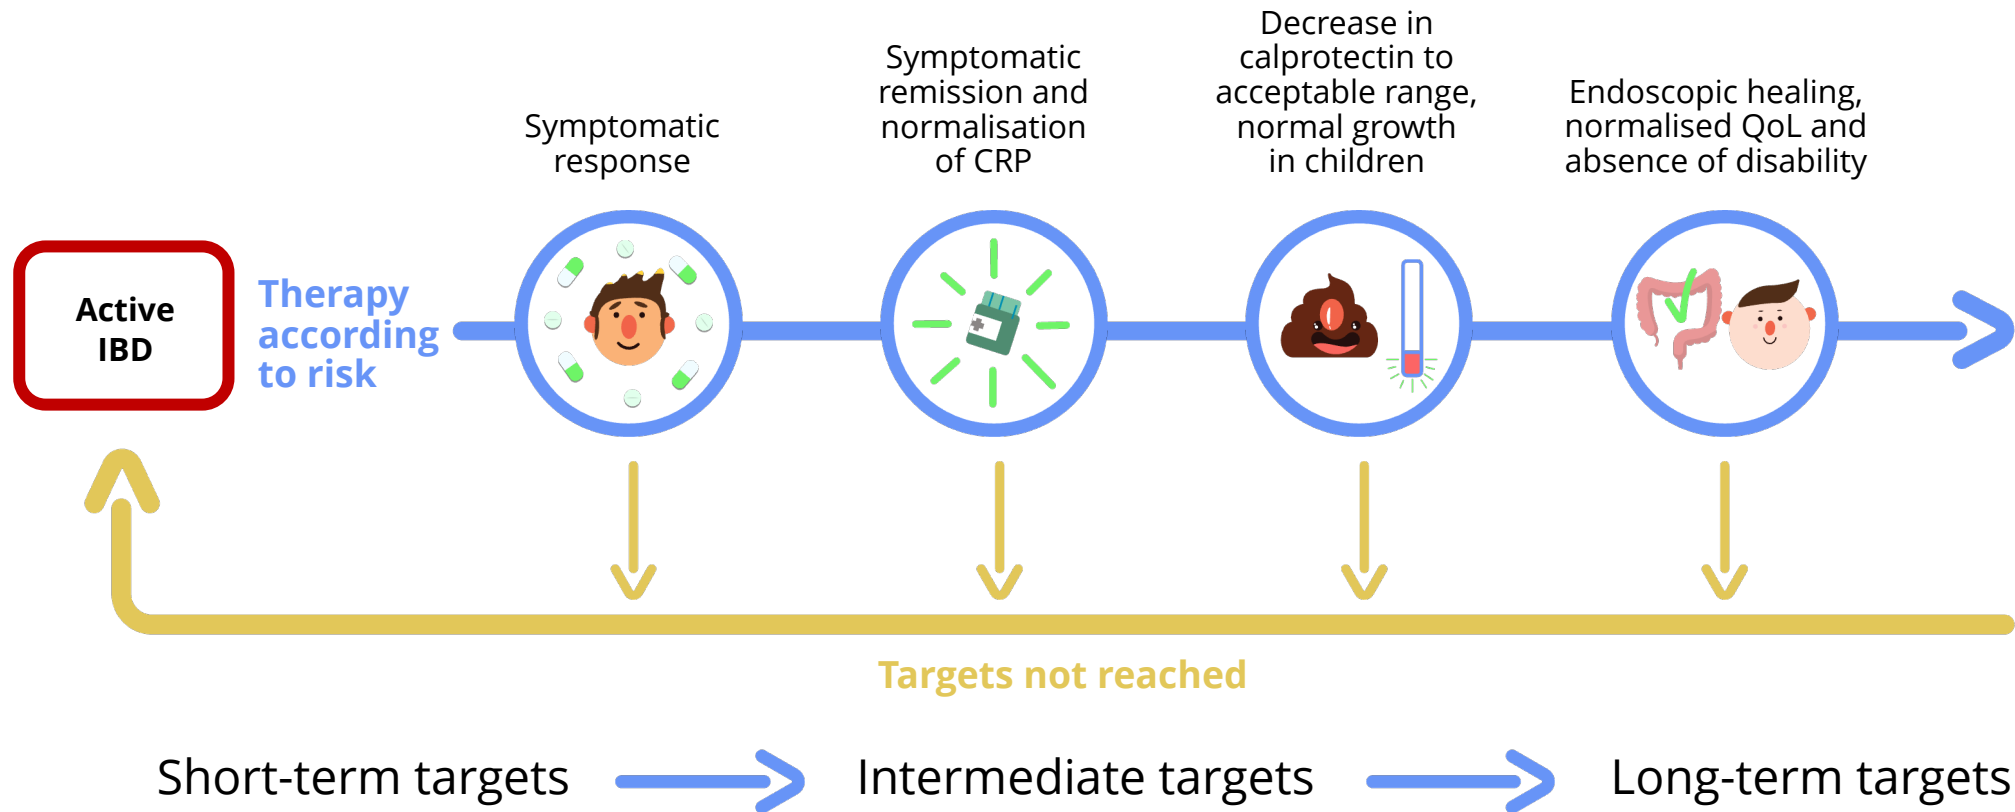 Active
IBD
Therapy
according
to risk
Symptomatic
response
Symptomatic
remission and
normalisation
of CRP
Decrease in
calprotectin to
acceptable range,
normal growth
in children
Endoscopic healing,
normalised QoL and
absence of disability
Targets not reached
Short-term targets
Intermediate targets
Long-term targets